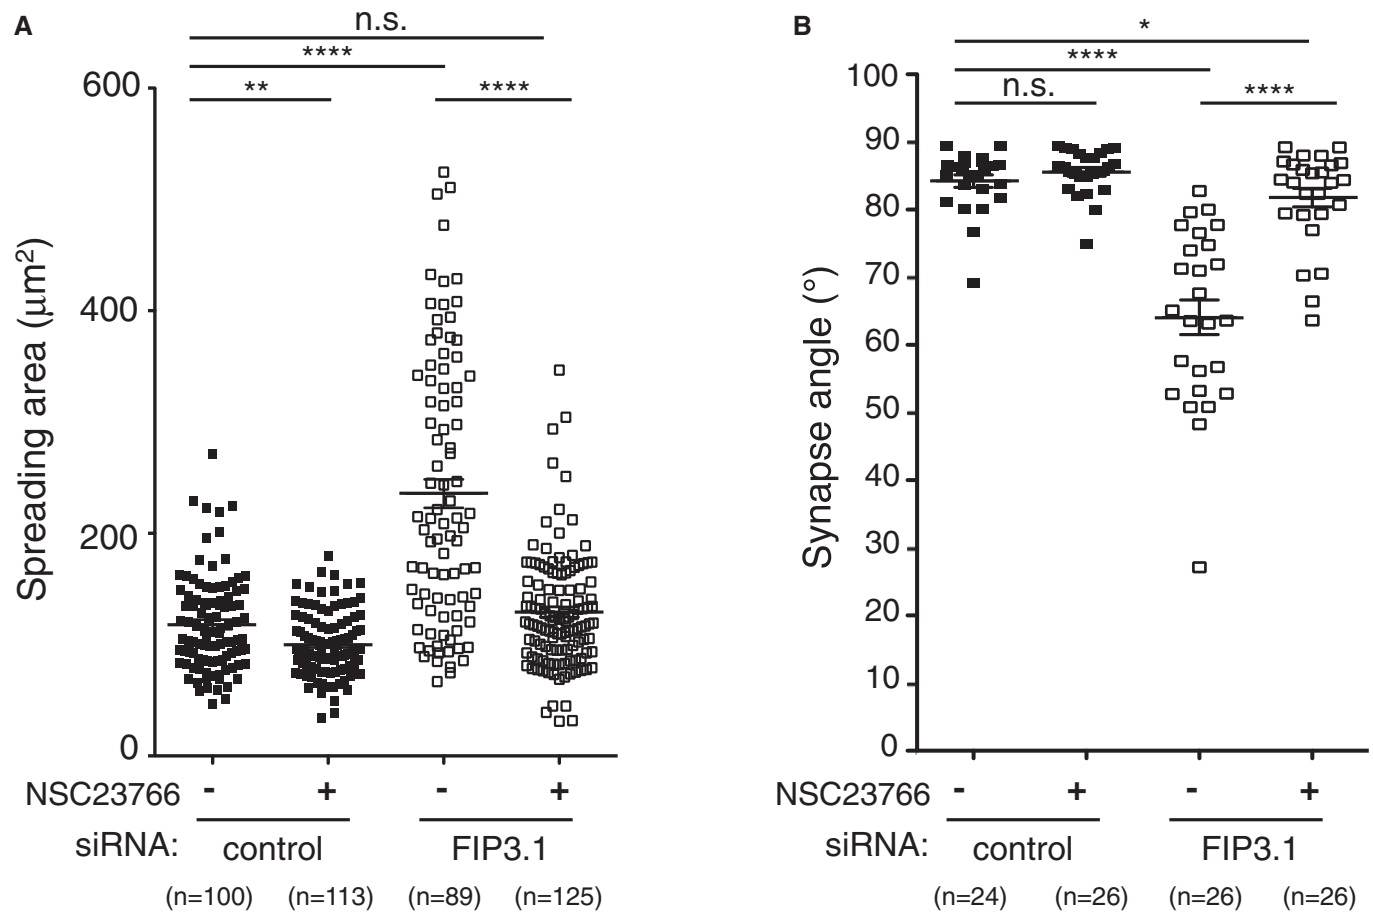 A
n.s.
****
** ****
600
400
200
0
Spreading area (μm²)
NSC23766 - + - +
siRNA: control FIP3.1
(n=100) (n=113) (n=89) (n=125)
B
*
****
n.s. ****
100
90
80
70
60
50
40
30
20
10
0
Synapse angle (°)
NSC23766 - + - +
siRNA: control FIP3.1
(n=24) (n=26) (n=26) (n=26)